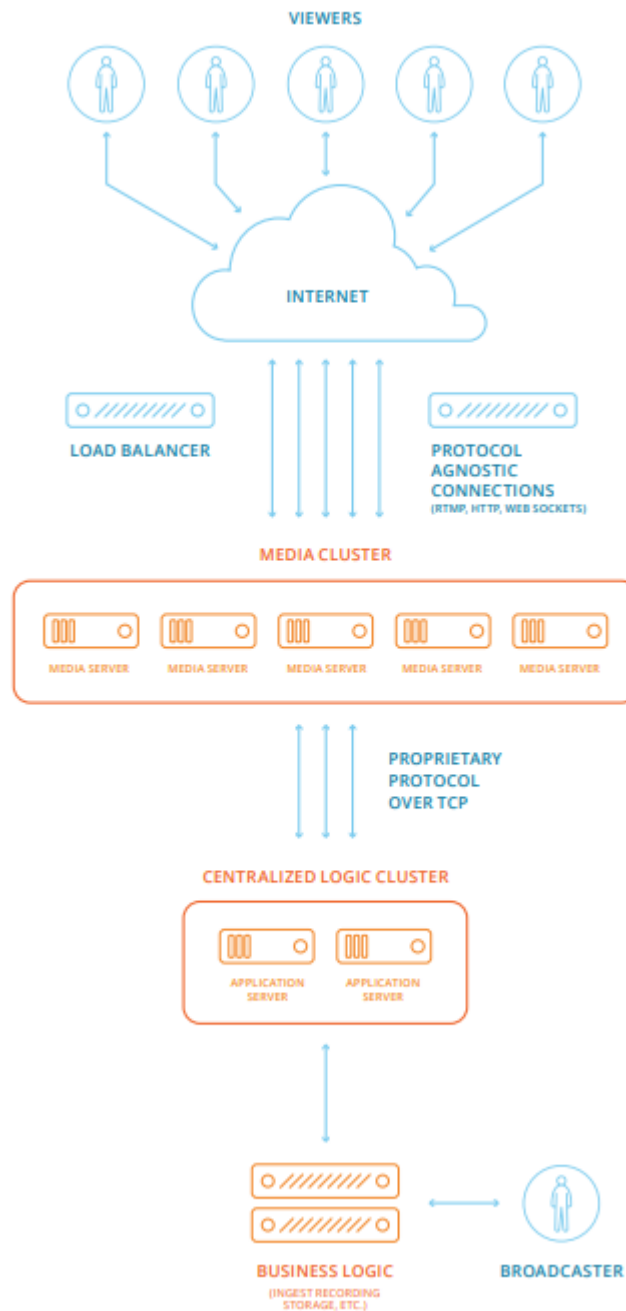 VIEWERS
INTERNET
LOAD BALANCER
PROTOCOL
AGNOSTIC
CONNECTIONS
(RTMP, HTTP, WEB SOCKETS)
MEDIA CLUSTER
MEDIA SERVER
MEDIA SERVER
MEDIA SERVER
MEDIA SERVER
MEDIA SERVER
PROPRIETARY
PROTOCOL
OVER TCP
CENTRALIZED LOGIC CLUSTER
APPLICATION
SERVER
APPLICATION
SERVER
BUSINESS LOGIC
(INGEST RECORDING
STORAGE, ETC.)
BROADCASTER